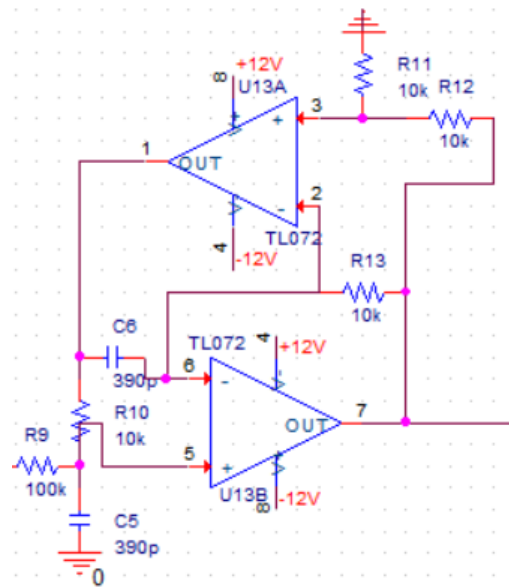 +12V
8
U13A
R11
10k
R12
10k
3
+
1
OUT
2
-
TL072
4
-12V
R13
10k
C6
390p
TL072
4
+12V
6
-
OUT
7
R10
10k
R9
100k
5
+
U13B
8
-12V
C5
390p
0